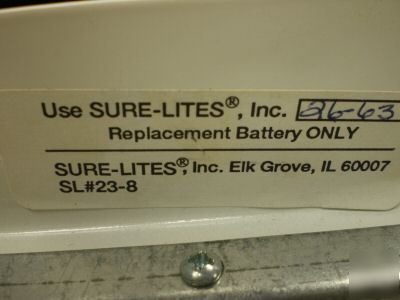 Use SURE-LITES®, Inc. 26-63
Replacement Battery ONLY
SURE-LITES®, Inc. Elk Grove, IL 60007
SL#23-8